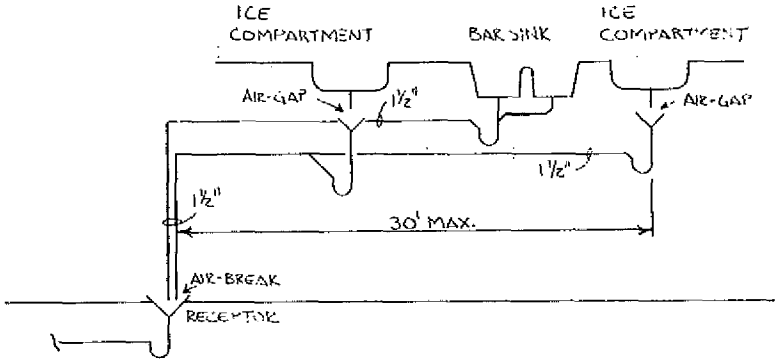 ICE
COMPARTMENT
BAR SINK
ICE
COMPARTMENT
AIR-GAP
1½"
AIR-GAP
1½"
1½"
30' MAX.
AIR-BREAK
RECEPTOR